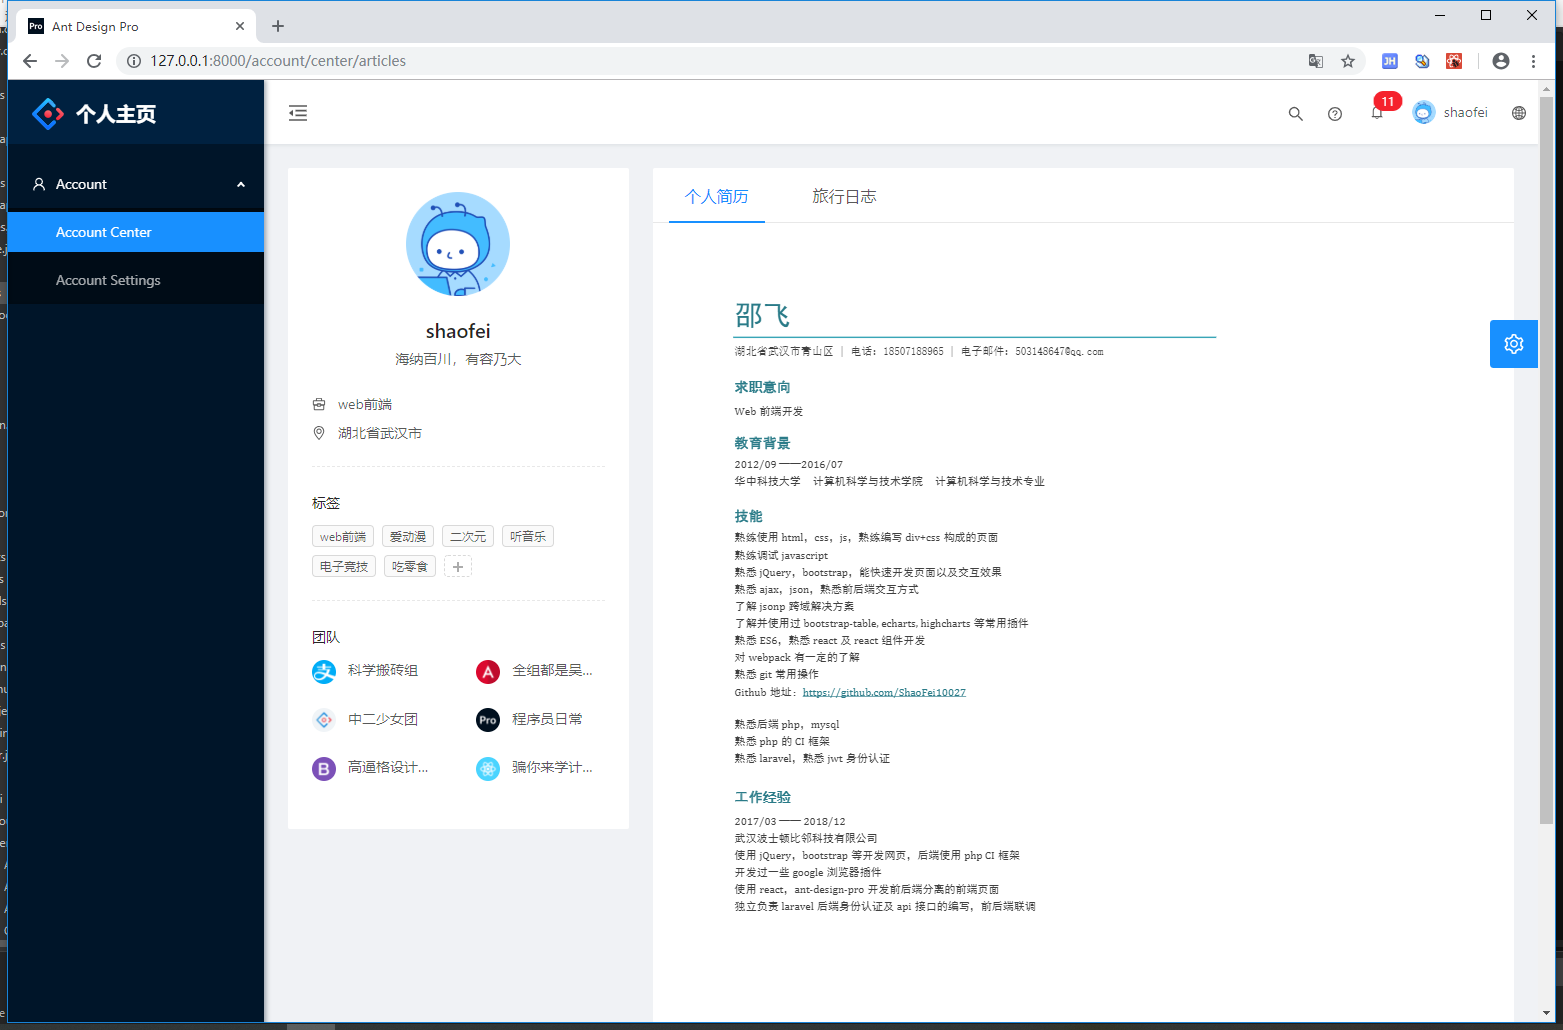 Pro Ant Design Pro
127.0.0.1:8000/account/center/articles
JH
个人主页
11
shaofei
Account
Account Center
Account Settings
shaofei
海纳百川，有容乃大
web前端
湖北省武汉市
标签
web前端 爱动漫 二次元 听音乐
电子竞技 吃零食
团队
支 科学搬砖组 A 全组都是吴...
中二少女团 Pro 程序员日常
B 高逼格设计... 骗你来学计...
个人简历 旅行日志
邵飞
湖北省武汉市青山区 | 电话：18507188965 | 电子邮件：503148647@qq.com
求职意向
Web 前端开发
教育背景
2012/09 ——2016/07
华中科技大学 计算机科学与技术学院 计算机科学与技术专业
技能
熟练使用 html，css，js，熟练编写 div+css 构成的页面
熟练调试 javascript
熟悉 jQuery，bootstrap，能快速开发页面以及交互效果
熟悉 ajax，json，熟悉前后端交互方式
了解 jsonp 跨域解决方案
了解并使用过 bootstrap-table, echarts, highcharts 等常用插件
熟悉 ES6，熟悉 react 及 react 组件开发
对 webpack 有一定的了解
熟悉 git 常用操作
Github 地址：https://github.com/ShaoFei10027
熟悉后端 php，mysql
熟悉 php 的 CI 框架
熟悉 laravel，熟悉 jwt 身份认证
工作经验
2017/03 —— 2018/12
武汉波士顿比邻科技有限公司
使用 jQuery，bootstrap 等开发网页，后端使用 php CI 框架
开发过一些 google 浏览器插件
使用 react，ant-design-pro 开发前后端分离的前端页面
独立负责 laravel 后端身份认证及 api 接口的编写，前后端联调